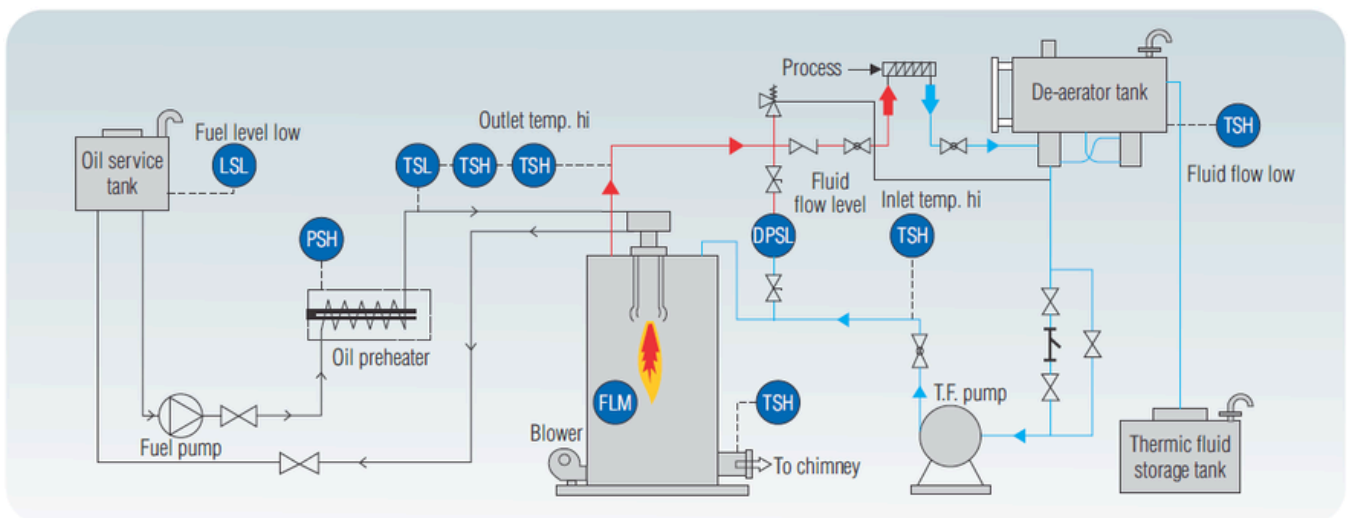 Process
De-aerator tank
TSH
Fluid flow low
Outlet temp. hi
TSL
TSH
TSH
Fuel level low
LSL
Oil service
tank
Fluid
flow level
Inlet temp. hi
TSH
DPSL
PSH
Oil preheater
FLM
TSH
T.F. pump
Blower
Fuel pump
To chimney
Thermic fluid
storage tank